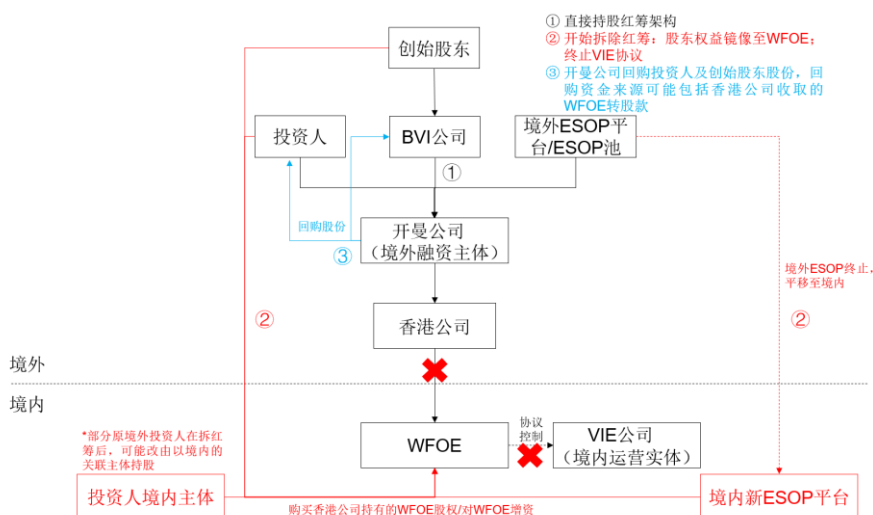 ① 直接持股红筹架构
② 开始拆除红筹：股东权益镜像至WFOE；
终止VIE协议
③ 开曼公司回购投资人及创始股东股份，回
购资金来源可能包括香港公司收取的
WFOE转股款
创始股东
投资人
BVI公司
境外ESOP平
台/ESOP池
①
回购股份
③
开曼公司
（境外融资主体）
境外ESOP终止，
平移至境内
②
②
香港公司
境外
境内
*部分原境外投资人在拆红
筹后，可能改由以境内的
关联主体持股
WFOE
协议
控制
VIE公司
（境内运营实体）
投资人境内主体
购买香港公司持有的WFOE股权/对WFOE增资
境内新ESOP平台